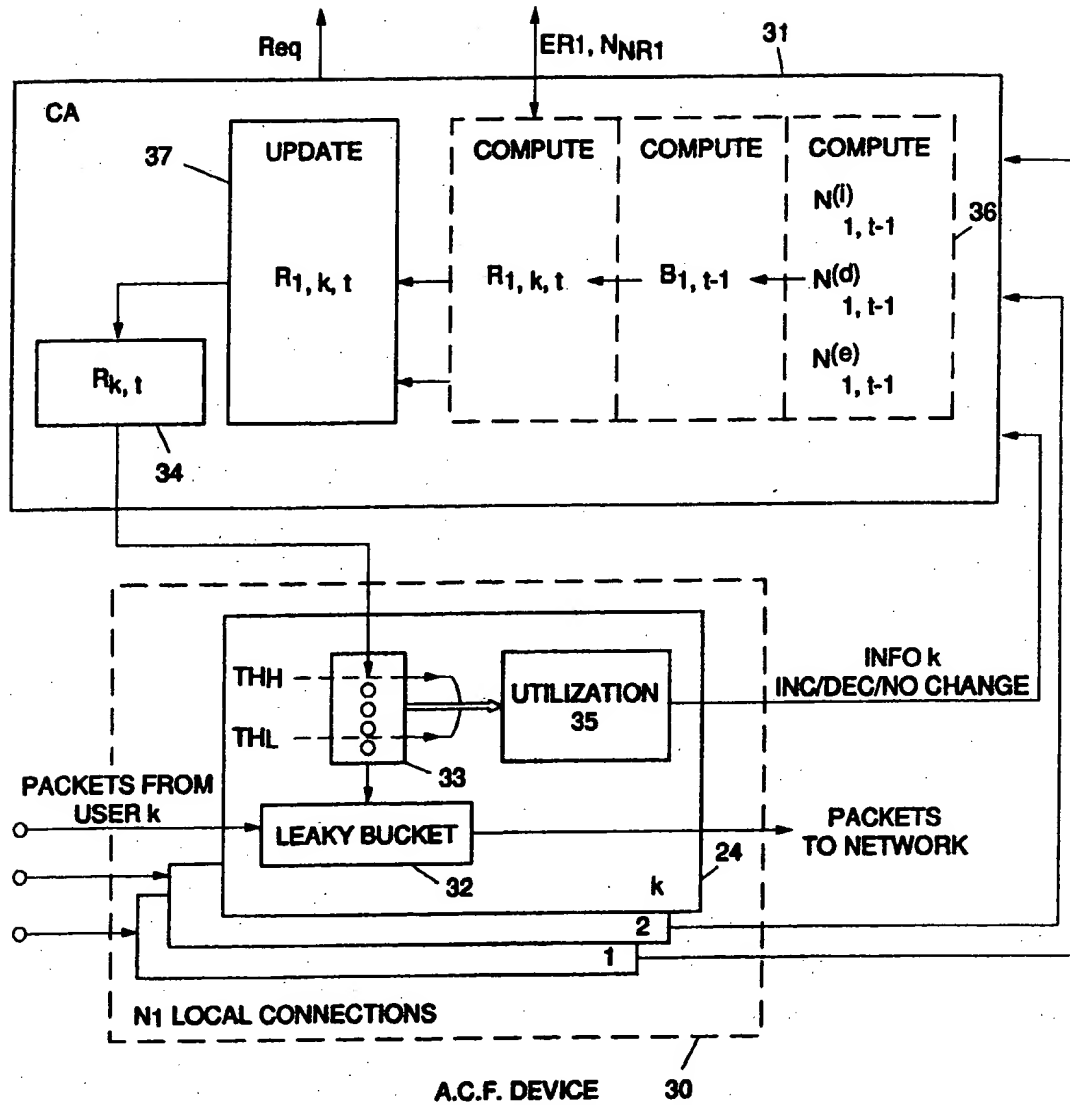 Req
ER1, NNR1
31
CA
37
UPDATE
COMPUTE
COMPUTE
COMPUTE
N(i)
1, t-1
36
R1, k, t
R1, k, t
B1, t-1
N(d)
1, t-1
N(e)
1, t-1
Rk, t
34
THH
THL
UTILIZATION
35
INFO k
INC/DEC/NO CHANGE
33
PACKETS FROM
USER k
LEAKY BUCKET
PACKETS
TO NETWORK
32
24
k
2
1
N1 LOCAL CONNECTIONS
A.C.F. DEVICE
30